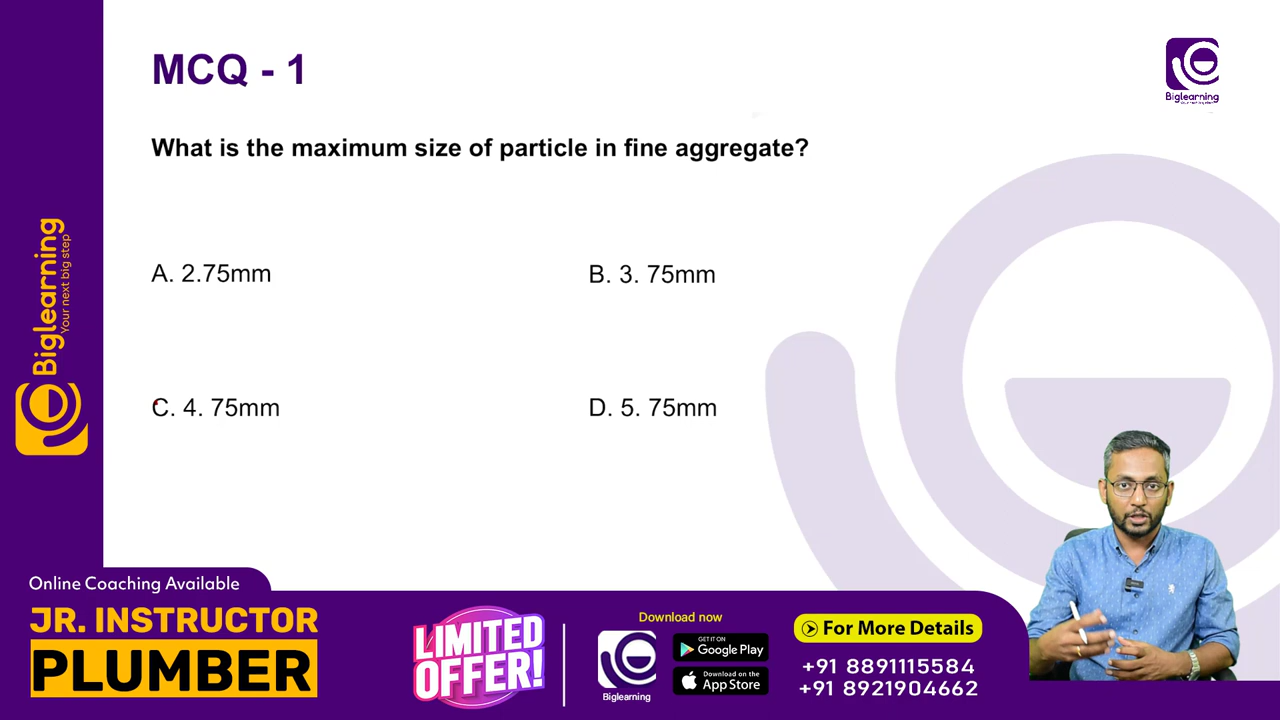 MCQ - 1
Biglearning
What is the maximum size of particle in fine aggregate?
A. 2.75mm
B. 3. 75mm
C. 4. 75mm
D. 5. 75mm
Biglearning
Your next big step
Online Coaching Available
JR. INSTRUCTOR
PLUMBER
LIMITED
OFFER!
Download now
Biglearning
GET IT ON
Google Play
Download on the
App Store
For More Details
+91 8891115584
+91 8921904662